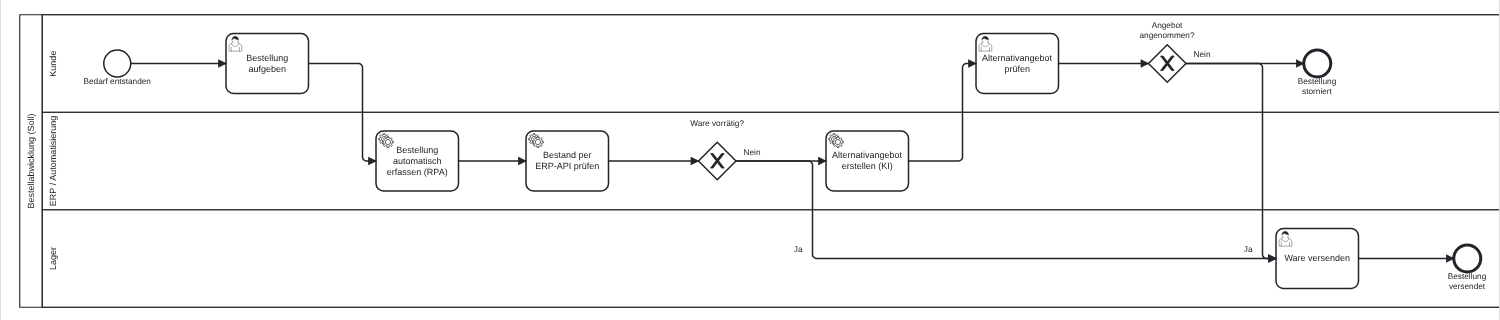 Bestellabwicklung (Soll)
Kunde
Bedarf entstanden
Bestellung
aufgeben
Alternativangebot
prüfen
Angebot
angenommen?
Nein
Bestellung
storniert
ERP / Automatisierung
Bestellung
automatisch
erfassen (RPA)
Bestand per
ERP-API prüfen
Ware vorrätig?
Nein
Alternativangebot
erstellen (KI)
Lager
Ja
Ja
Ware versenden
Bestellung
versendet